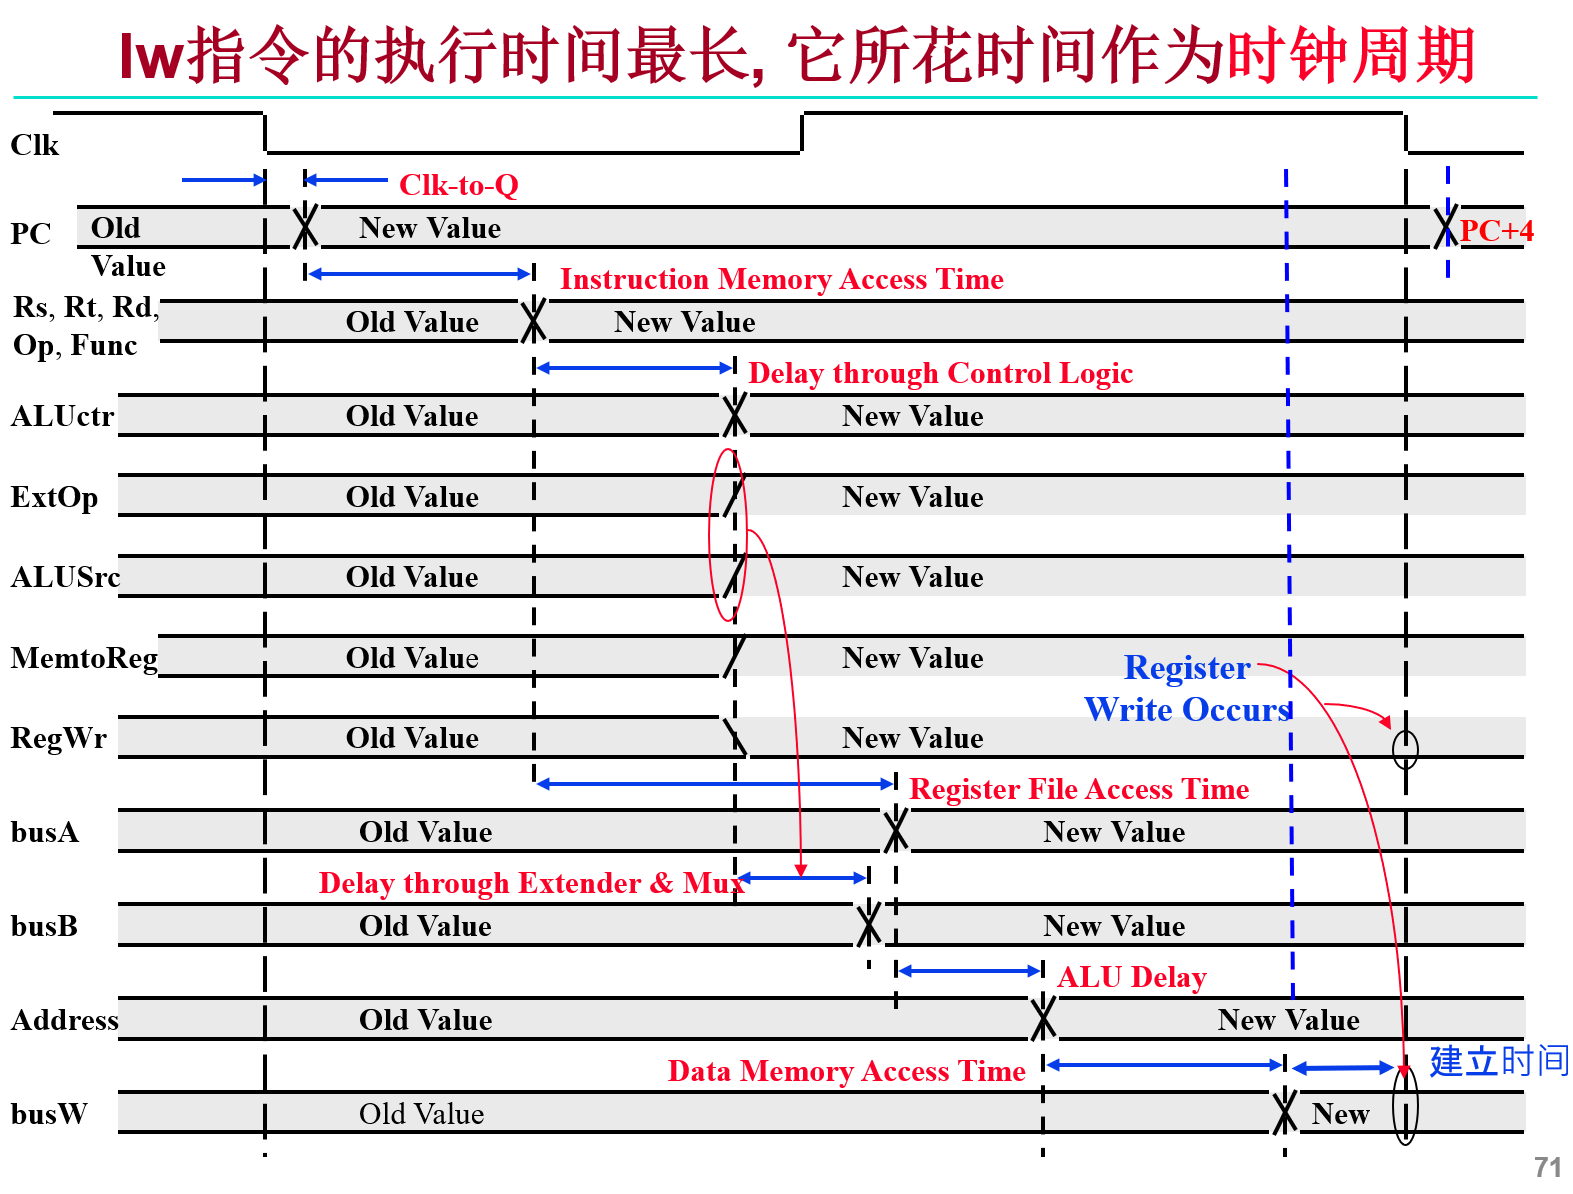 lw指令的执行时间最长, 它所花时间作为时钟周期
Clk
Clk-to-Q
PC
Old
Value
New Value
PC+4
Instruction Memory Access Time
Rs, Rt, Rd,
Op, Func
Old Value
New Value
Delay through Control Logic
ALUctr
Old Value
New Value
ExtOp
Old Value
New Value
ALUSrc
Old Value
New Value
MemtoReg
Old Value
New Value
Register
Write Occurs
RegWr
Old Value
New Value
Register File Access Time
busA
Old Value
New Value
Delay through Extender & Mux
busB
Old Value
New Value
ALU Delay
Address
Old Value
New Value
Data Memory Access Time
建立时间
busW
Old Value
New
71